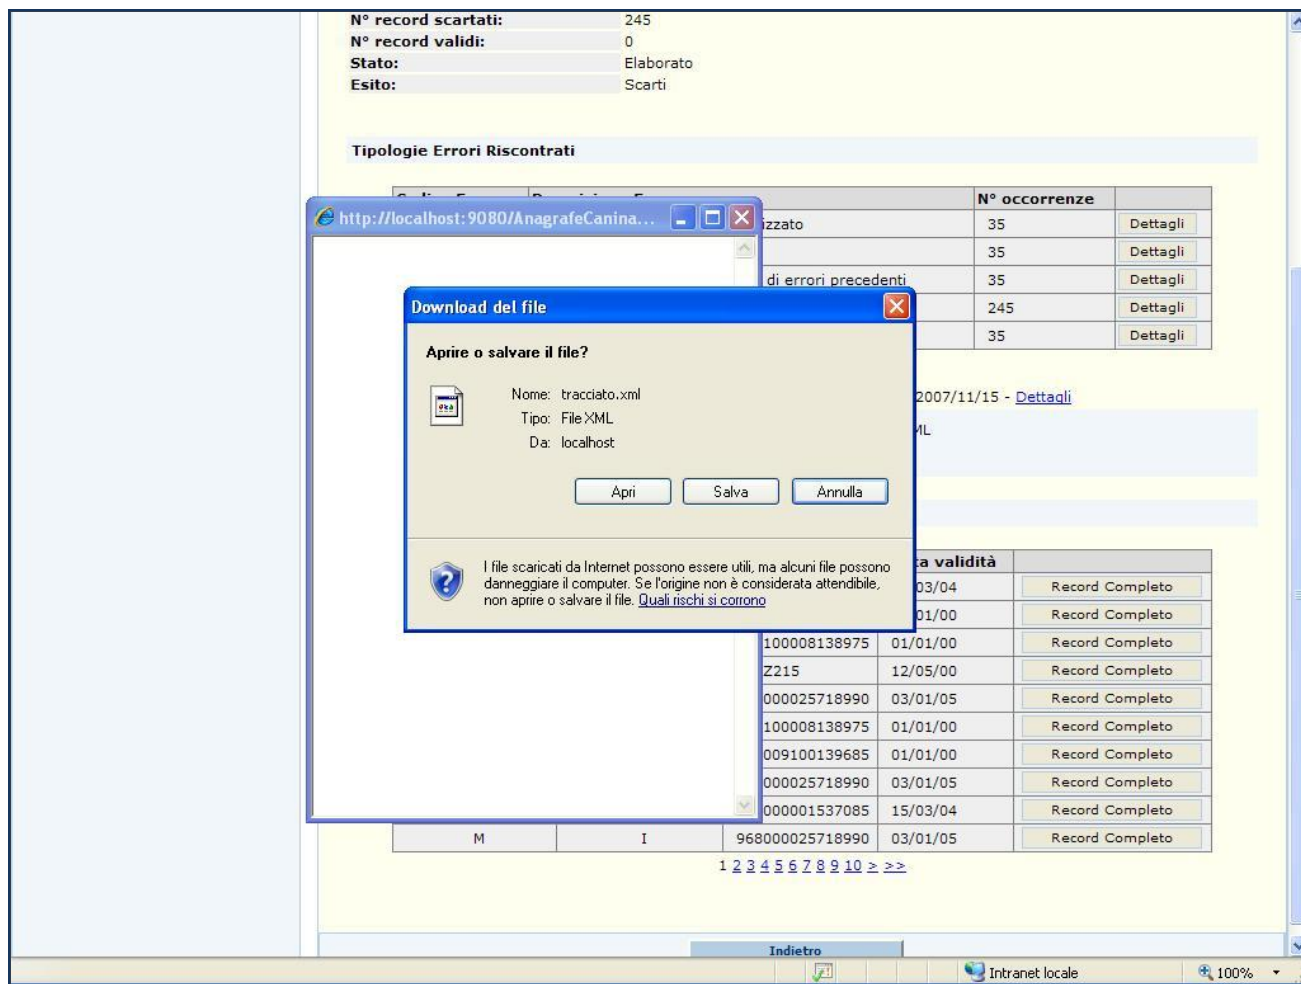 N° record scartati: 245
N° record validi: 0
Stato: Elaborato
Esito: Scarti
Tipologie Errori Riscontrati
N° occorrenze
http://localhost:9080/AnagrafeCanina...
izzato 35 Dettagli
35 Dettagli
di errori precedenti 35 Dettagli
245 Dettagli
35 Dettagli
Download del file
Aprire o salvare il file?
Nome: tracciato.xml
Tipo: File XML
Da: localhost
Apri Salva Annulla
I file scaricati da Internet possono essere utili, ma alcuni file possono
danneggiare il computer. Se l'origine non è considerata attendibile,
non aprire o salvare il file. Quali rischi si corrono
2007/11/15 - Dettagli
ML
a validità
03/04 Record Completo
01/00 Record Completo
100008138975 01/01/00 Record Completo
Z215 12/05/00 Record Completo
000025718990 03/01/05 Record Completo
100008138975 01/01/00 Record Completo
009100139685 01/01/00 Record Completo
000025718990 03/01/05 Record Completo
000001537085 15/03/04 Record Completo
M I 968000025718990 03/01/05 Record Completo
1 2 3 4 5 6 7 8 9 10 > >>
Indietro
Intranet locale 100%